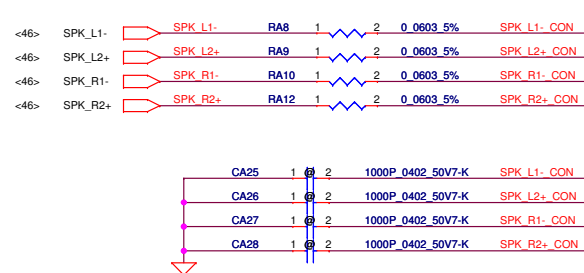 <46> SPK_L1- SPK_L1- RA8 1 2 0_0603_5% SPK_L1-_CON
<46> SPK_L2+ SPK_L2+ RA9 1 2 0_0603_5% SPK_L2+_CON
<46> SPK_R1- SPK_R1- RA10 1 2 0_0603_5% SPK_R1-_CON
<46> SPK_R2+ SPK_R2+ RA12 1 2 0_0603_5% SPK_R2+_CON
CA25 1 @ 2 1000P_0402_50V7-K SPK_L1-_CON
CA26 1 @ 2 1000P_0402_50V7-K SPK_L2+_CON
CA27 1 @ 2 1000P_0402_50V7-K SPK_R1-_CON
CA28 1 @ 2 1000P_0402_50V7-K SPK_R2+_CON